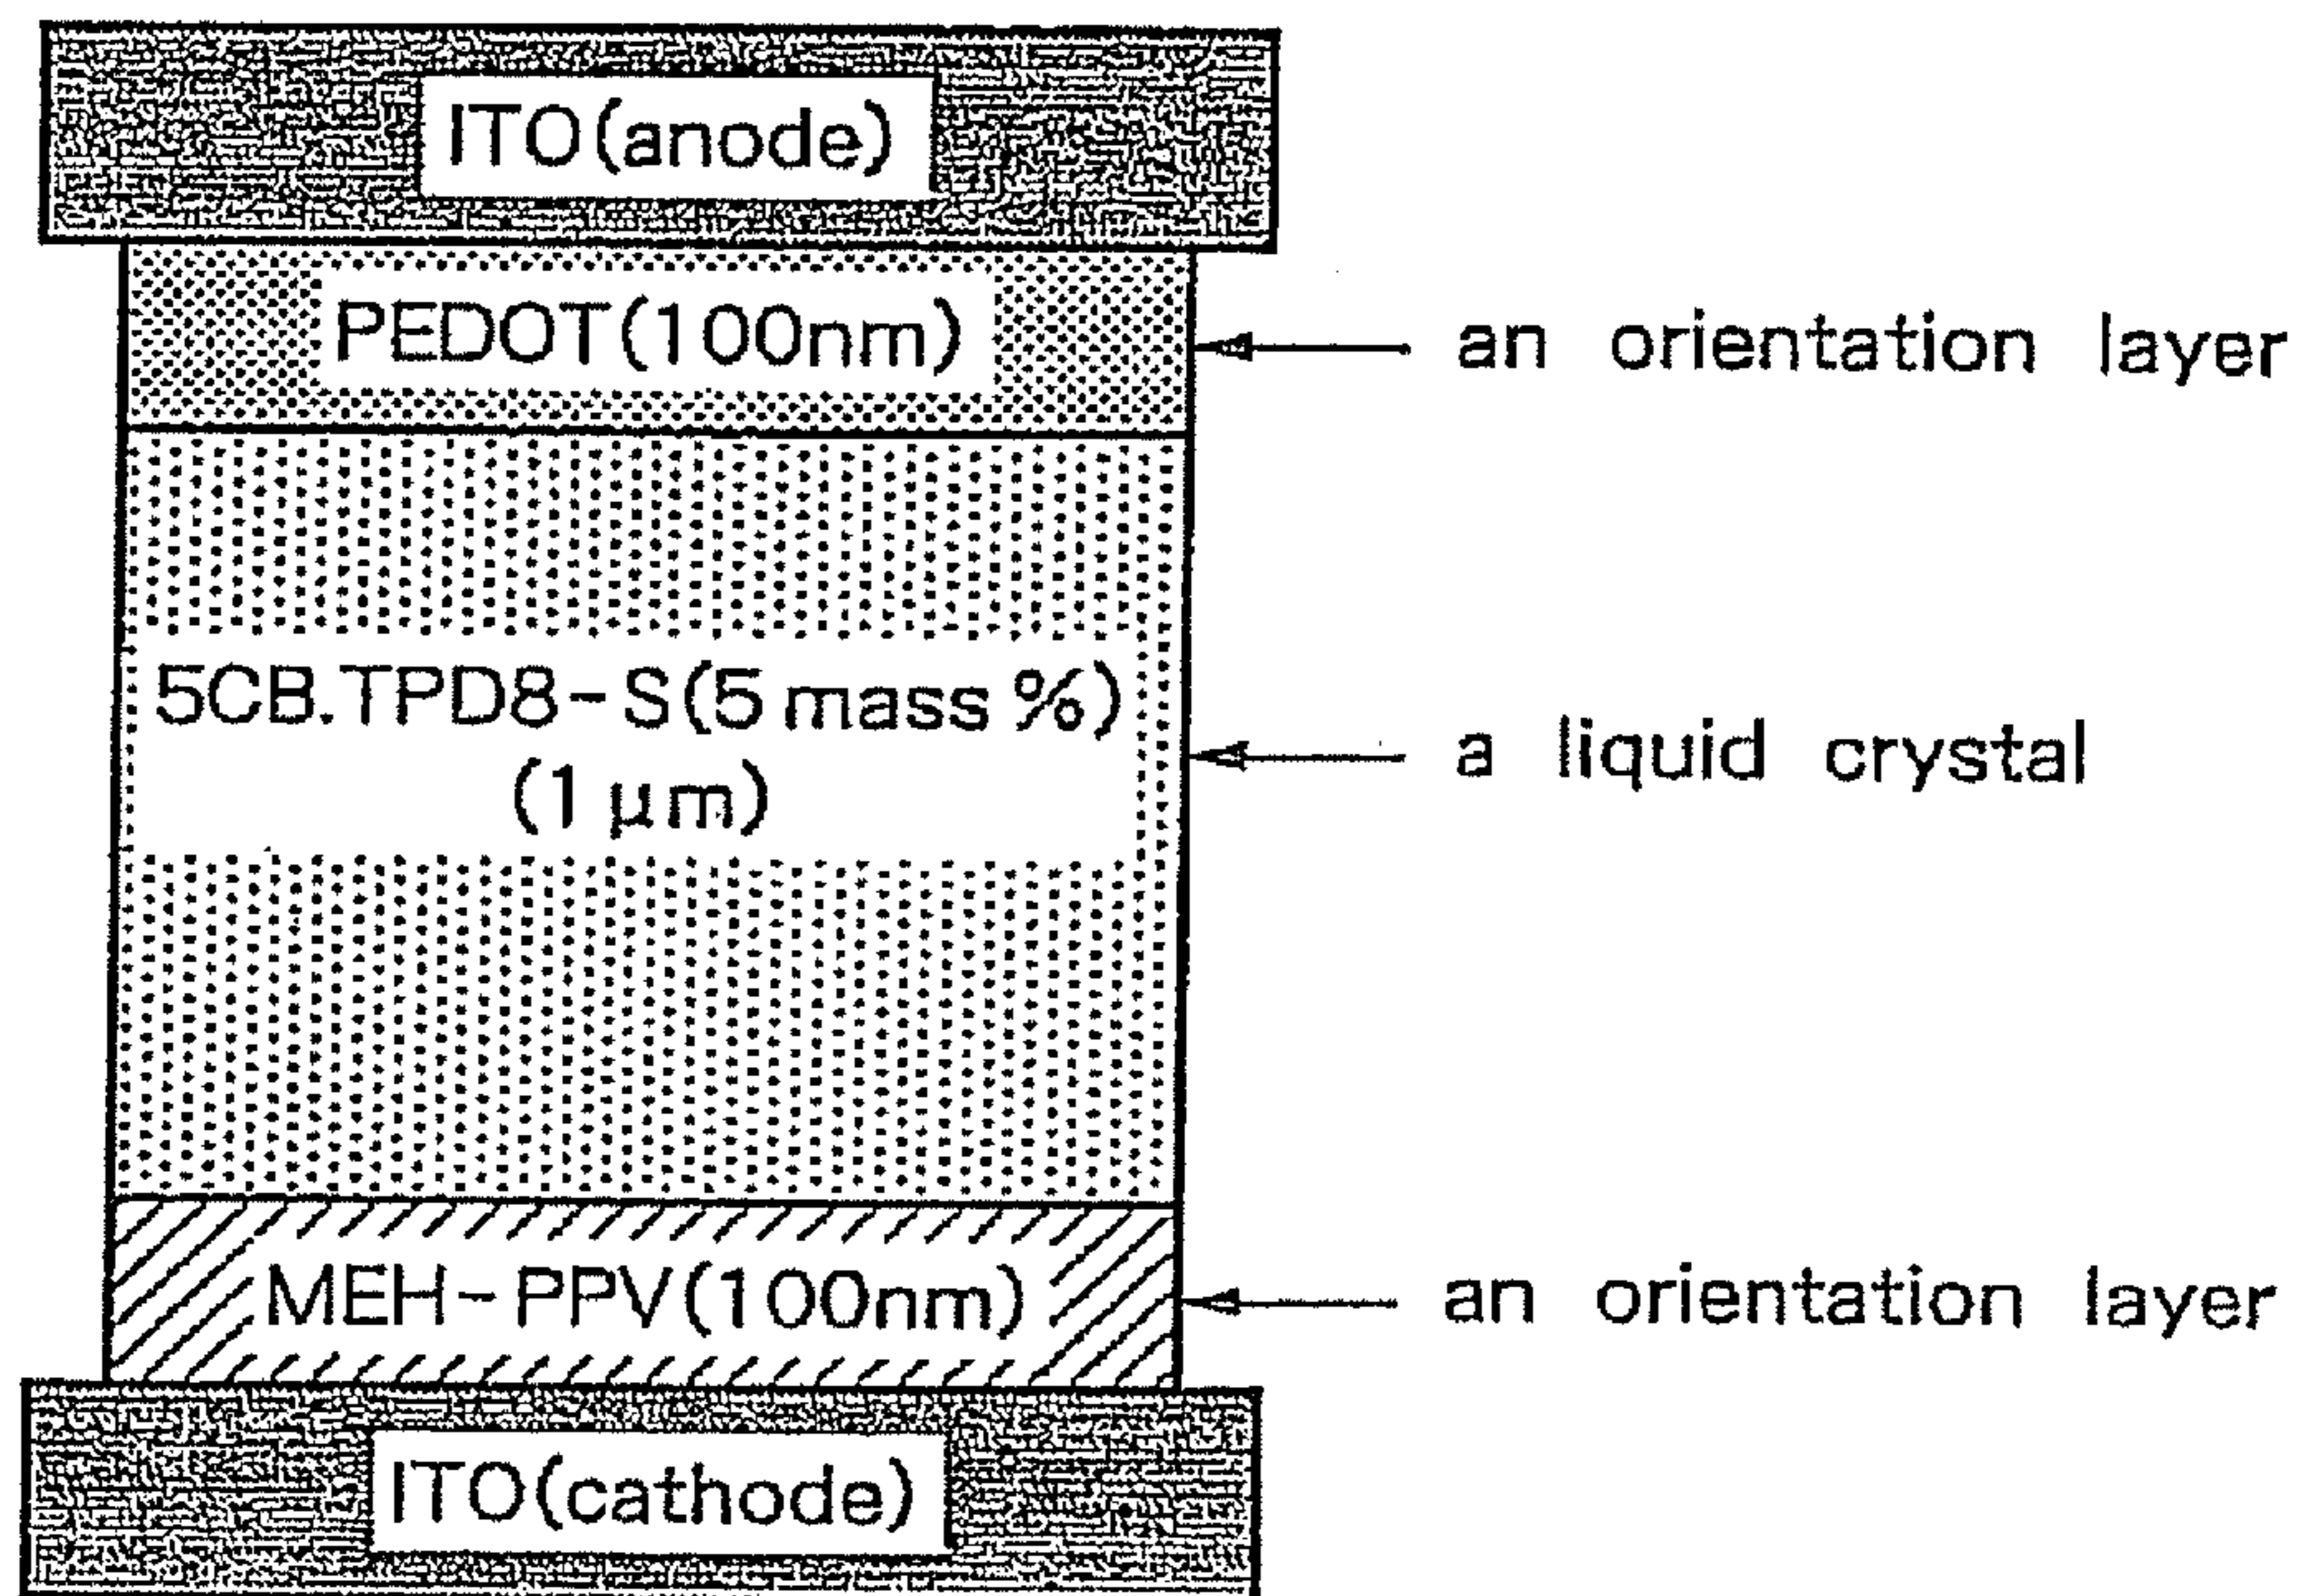 ITO(anode)
PEDOT(100nm)
an orientation layer
5CB.TPD8-S(5 mass %)
(1 μm)
a liquid crystal
MEH-PPV(100nm)
an orientation layer
ITO(cathode)